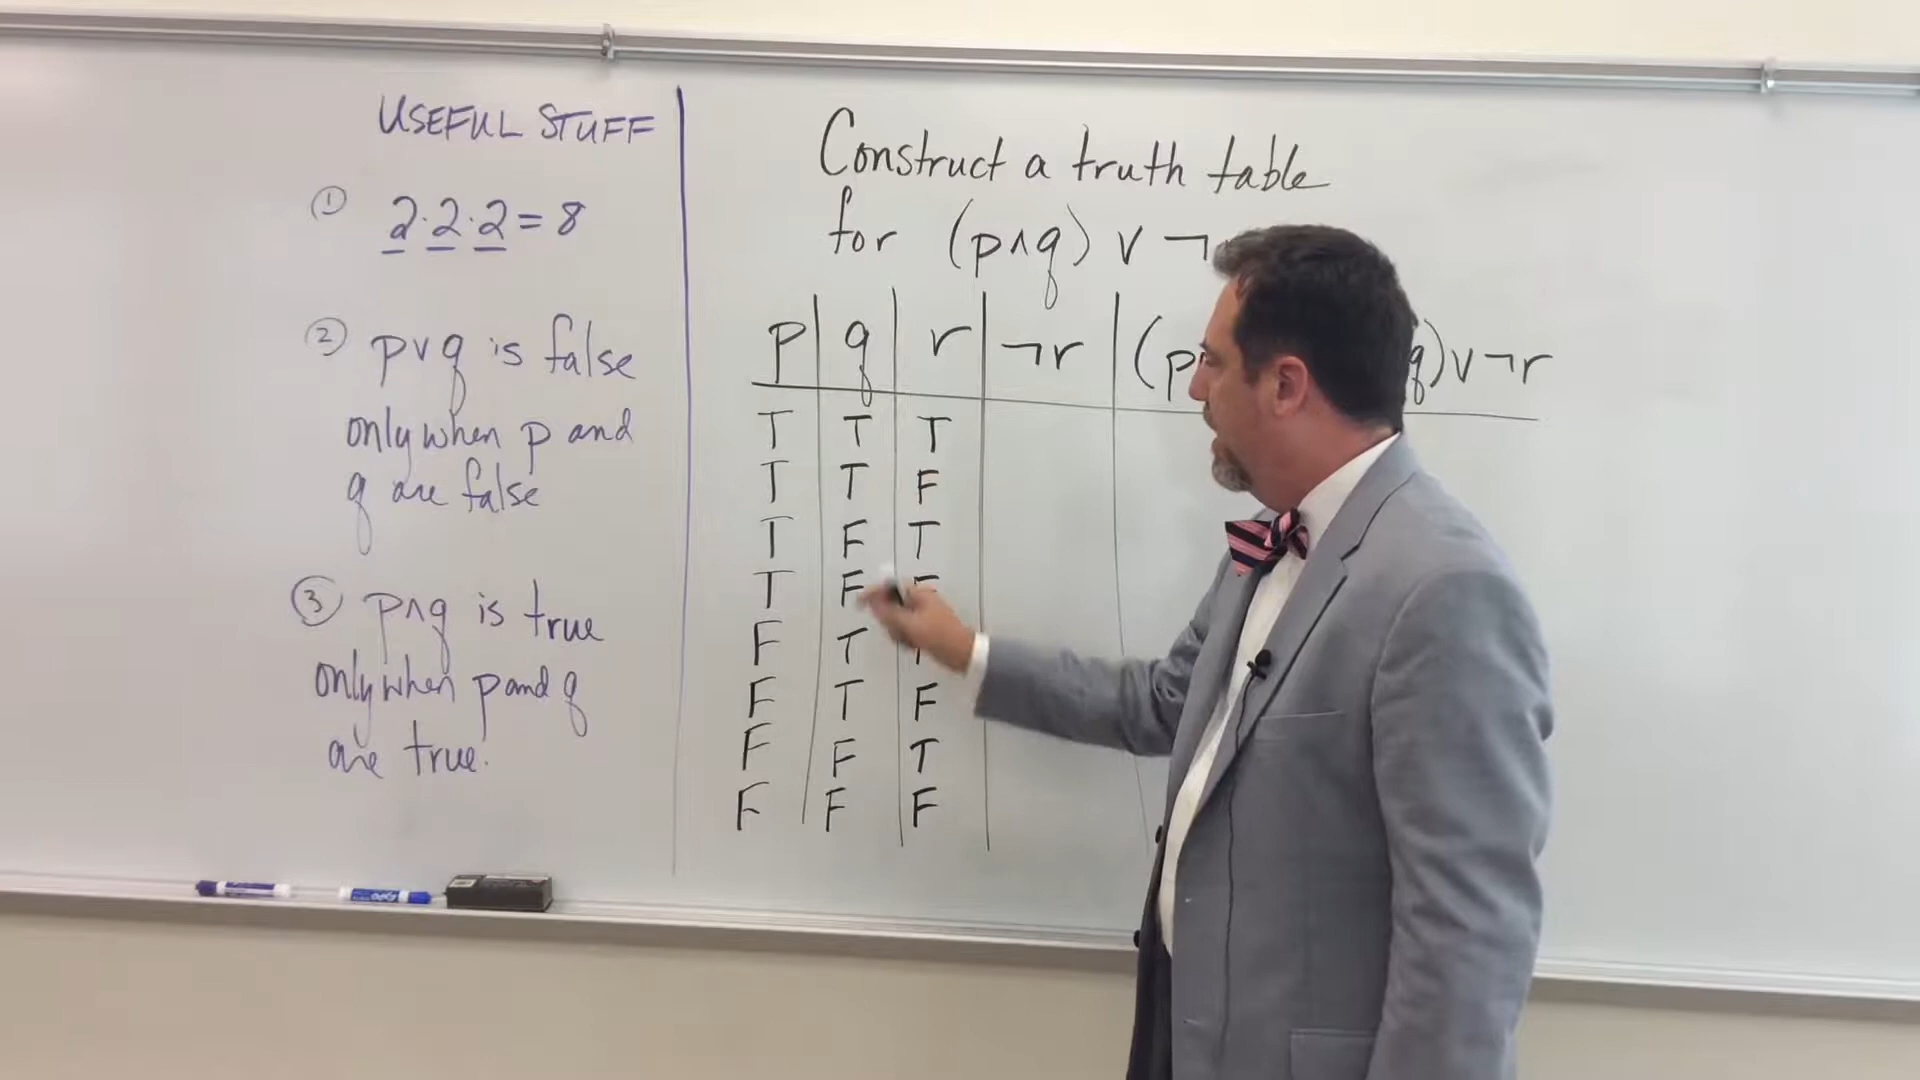 USEFUL STUFF
① 2·2·2 = 8
② p∨q is false
only when p and
q are false
③ p∧q is true
only when p and q
are true.
Construct a truth table
for (p∧q) ∨ ¬
p q r ¬r (p q)∨¬r
T T T
T T F
T F T
T F F
F T
F T F
F F T
F F F
EXPO